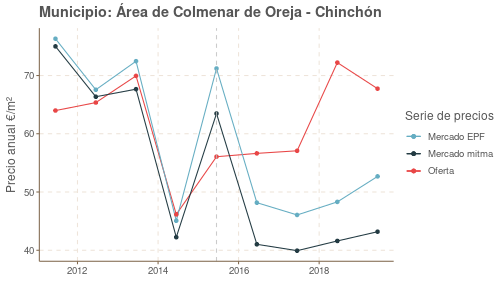 Municipio: Área de Colmenar de Oreja - Chinchón
Precio anual €/m²
70
60
50
40
2012
2014
2016
2018
Serie de precios
Mercado EPF
Mercado mitma
Oferta